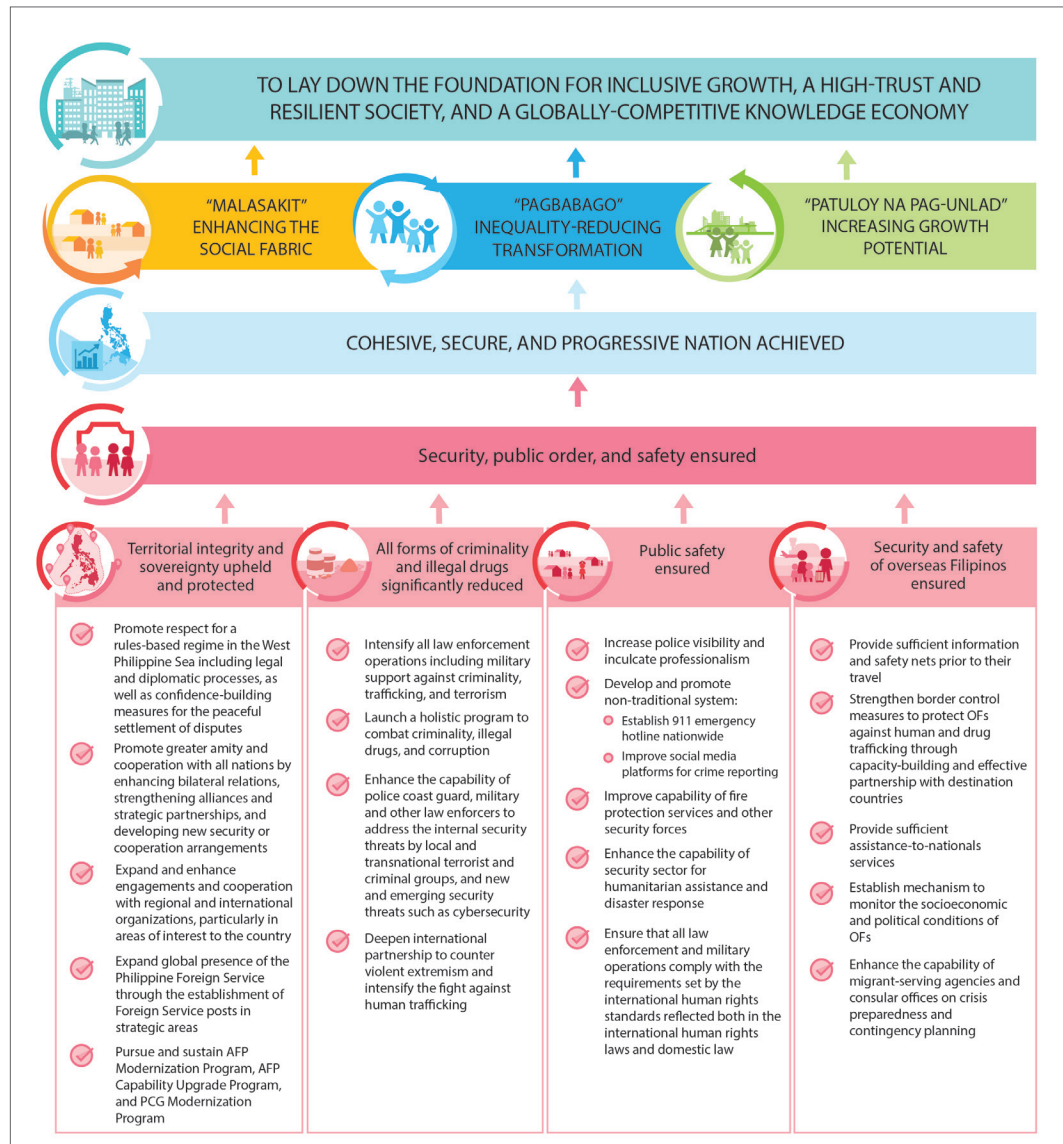 TO LAY DOWN THE FOUNDATION FOR INCLUSIVE GROWTH, A HIGH-TRUST AND
RESILIENT SOCIETY, AND A GLOBALLY-COMPETITIVE KNOWLEDGE ECONOMY
“MALASAKIT”
ENHANCING THE
SOCIAL FABRIC
“PAGBABAGO”
INEQUALITY-REDUCING
TRANSFORMATION
“PATULOY NA PAG-UNLAD”
INCREASING GROWTH
POTENTIAL
COHESIVE, SECURE, AND PROGRESSIVE NATION ACHIEVED
Security, public order, and safety ensured
Territorial integrity and
sovereignty upheld
and protected
Promote respect for a
rules-based regime in the West
Philippine Sea including legal
and diplomatic processes, as
well as confidence-building
measures for the peaceful
settlement of disputes
Promote greater amity and
cooperation with all nations by
enhancing bilateral relations,
strengthening alliances and
strategic partnerships, and
developing new security or
cooperation arrangements
Expand and enhance
engagements and cooperation
with regional and international
organizations, particularly in
areas of interest to the country
Expand global presence of the
Philippine Foreign Service
through the establishment of
Foreign Service posts in
strategic areas
Pursue and sustain AFP
Modernization Program, AFP
Capability Upgrade Program,
and PCG Modernization
Program
All forms of criminality
and illegal drugs
significantly reduced
Intensify all law enforcement
operations including military
support against criminality,
trafficking, and terrorism
Launch a holistic program to
combat criminality, illegal
drugs, and corruption
Enhance the capability of
police coast guard, military
and other law enforcers to
address the internal security
threats by local and
transnational terrorist and
criminal groups, and new
and emerging security
threats such as cybersecurity
Deepen international
partnership to counter
violent extremism and
intensify the fight against
human trafficking
Public safety
ensured
Increase police visibility and
inculcate professionalism
Develop and promote
non-traditional system:
Establish 911 emergency
hotline nationwide
Improve social media
platforms for crime reporting
Improve capability of fire
protection services and other
security forces
Enhance the capability of
security sector for
humanitarian assistance and
disaster response
Ensure that all law
enforcement and military
operations comply with the
requirements set by the
international human rights
standards reflected both in the
international human rights
laws and domestic law
Security and safety
of overseas Filipinos
ensured
Provide sufficient information
and safety nets prior to their
travel
Strengthen border control
measures to protect OFs
against human and drug
trafficking through
capacity-building and effective
partnership with destination
countries
Provide sufficient
assistance-to-nationals
services
Establish mechanism to
monitor the socioeconomic
and political conditions of
OFs
Enhance the capability of
migrant-serving agencies and
consular offices on crisis
preparedness and
contingency planning